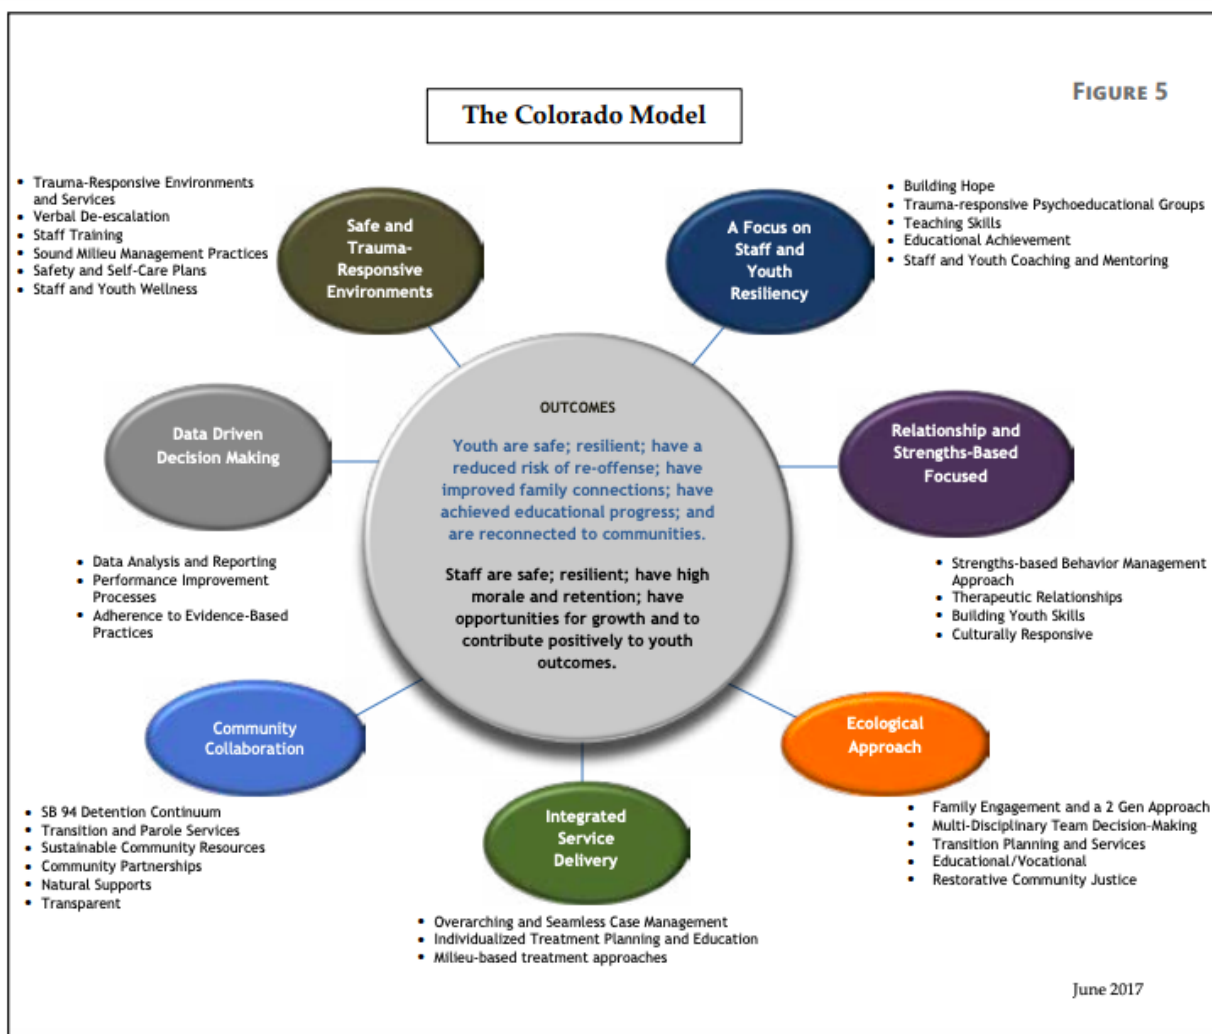 FIGURE 5
The Colorado Model
• Trauma-Responsive Environments
and Services
• Verbal De-escalation
• Staff Training
• Sound Milieu Management Practices
• Safety and Self-Care Plans
• Staff and Youth Wellness
Safe and
Trauma-
Responsive
Environments
A Focus on
Staff and
Youth
Resiliency
• Building Hope
• Trauma-responsive Psychoeducational Groups
• Teaching Skills
• Educational Achievement
• Staff and Youth Coaching and Mentoring
Data Driven
Decision Making
• Data Analysis and Reporting
• Performance Improvement
Processes
• Adherence to Evidence-Based
Practices
OUTCOMES
Youth are safe; resilient; have a
reduced risk of re-offense; have
improved family connections; have
achieved educational progress; and
are reconnected to communities.
Staff are safe; resilient; have high
morale and retention; have
opportunities for growth and to
contribute positively to youth
outcomes.
Relationship and
Strengths-Based
Focused
• Strengths-based Behavior Management
Approach
• Therapeutic Relationships
• Building Youth Skills
• Culturally Responsive
Community
Collaboration
• SB 94 Detention Continuum
• Transition and Parole Services
• Sustainable Community Resources
• Community Partnerships
• Natural Supports
• Transparent
Integrated
Service
Delivery
• Overarching and Seamless Case Management
• Individualized Treatment Planning and Education
• Milieu-based treatment approaches
Ecological
Approach
• Family Engagement and a 2 Gen Approach
• Multi-Disciplinary Team Decision-Making
• Transition Planning and Services
• Educational/Vocational
• Restorative Community Justice
June 2017